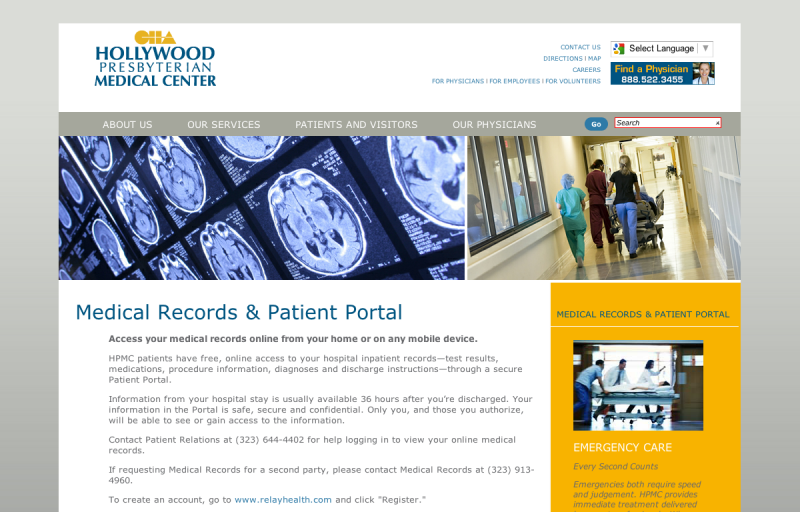 CHA
HOLLYWOOD
PRESBYTERIAN
MEDICAL CENTER
CONTACT US
DIRECTIONS | MAP
CAREERS
FOR PHYSICIANS | FOR EMPLOYEES | FOR VOLUNTEERS
Select Language ▼
Find a Physician
888.522.3455
ABOUT US OUR SERVICES PATIENTS AND VISITORS OUR PHYSICIANS Go Search
Medical Records & Patient Portal
Access your medical records online from your home or on any mobile device.
HPMC patients have free, online access to your hospital inpatient records—test results,
medications, procedure information, diagnoses and discharge instructions—through a secure
Patient Portal.
Information from your hospital stay is usually available 36 hours after you're discharged. Your
information in the Portal is safe, secure and confidential. Only you, and those you authorize,
will be able to see or gain access to the information.
Contact Patient Relations at (323) 644-4402 for help logging in to view your online medical
records.
If requesting Medical Records for a second party, please contact Medical Records at (323) 913-
4960.
To create an account, go to www.relayhealth.com and click "Register."
MEDICAL RECORDS & PATIENT PORTAL
EMERGENCY CARE
Every Second Counts
Emergencies both require speed
and judgement. HPMC provides
immediate treatment delivered